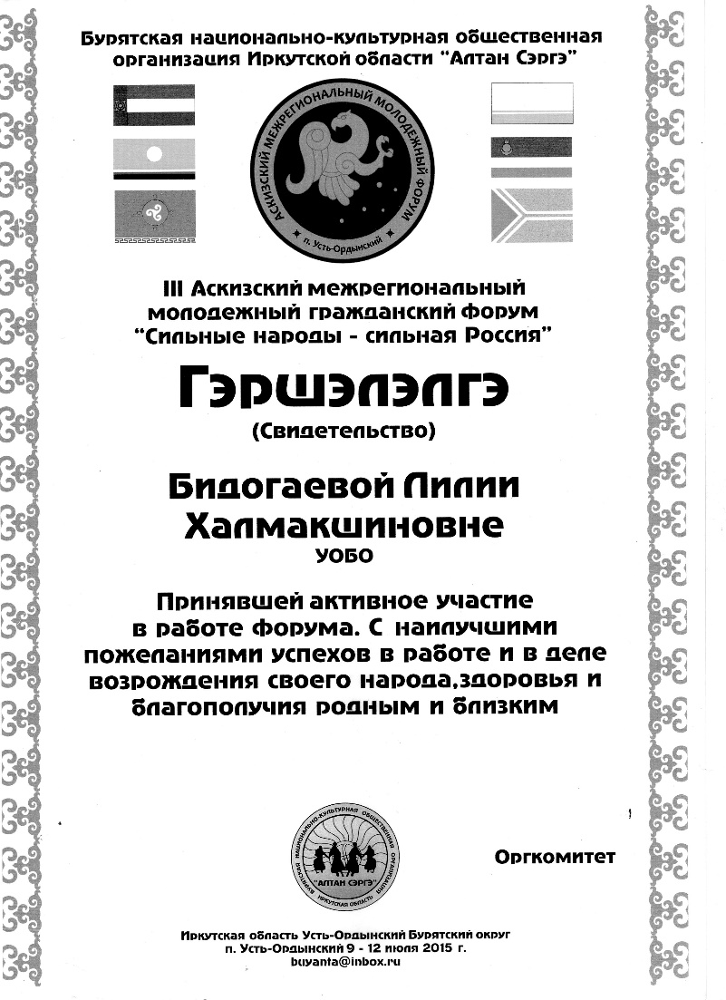 Бурятская национально-культурная общественная
организация Иркутской области "Алтан Сэргэ"
АСКИЗСКИЙ МЕЖРЕГИОНАЛЬНЫЙ МОЛОДЕЖНЫЙ ФОРУМ
п. Усть-Ордынский
III Аскизский межрегиональный
молодежный гражданский форум
"Сильные народы - сильная Россия"
Гэршэлэлгэ
(Свидетельство)
Бидогаевой Лилии
Халмакшиновне
УОБО
Принявшей активное участие
в работе форума. С наилучшими
пожеланиями успехов в работе и в деле
возрождения своего народа,здоровья и
благополучия родным и близким
БУРЯТСКАЯ НАЦИОНАЛЬНО-КУЛЬТУРНАЯ ОБЩЕСТВЕННАЯ ОРГАНИЗАЦИЯ
"АЛТАН СЭРГЭ"
ИРКУТСКАЯ ОБЛАСТЬ
Оргкомитет
Иркутская область Усть-Ордынский Бурятский округ
п. Усть-Ордынский 9 - 12 июля 2015 г.
buyanta@inbox.ru